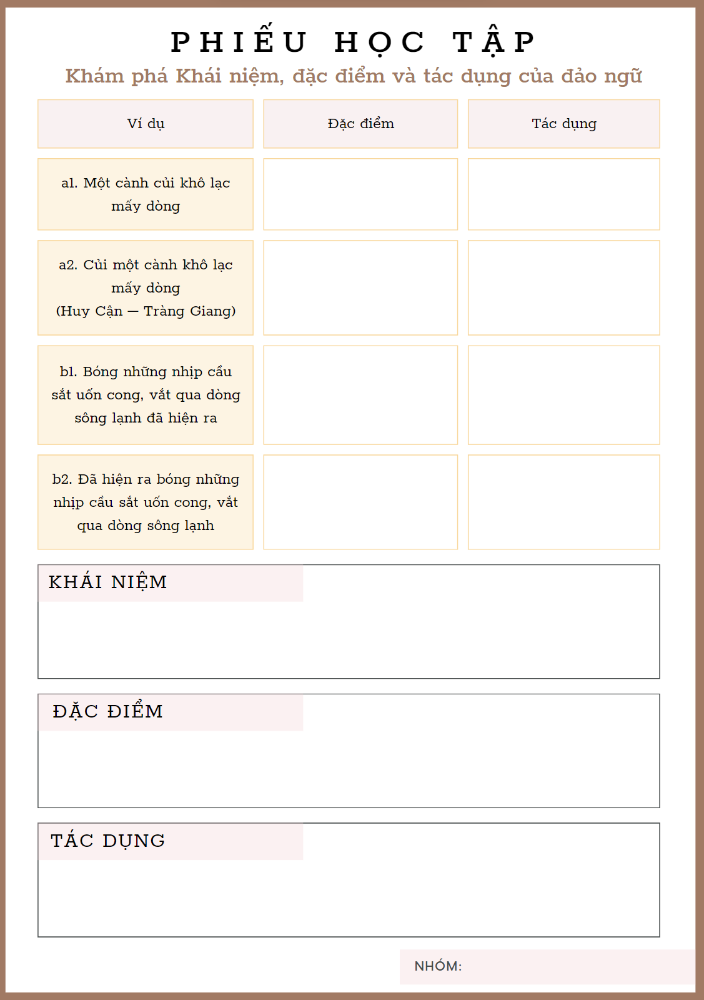 PHIẾU HỌC TẬP
Khám phá Khái niệm, đặc điểm và tác dụng của đảo ngữ
Ví dụ
Đặc điểm
Tác dụng
a1. Một cành củi khô lạc
mấy dòng
a2. Củi một cành khô lạc
mấy dòng
(Huy Cận — Tràng Giang)
b1. Bóng những nhịp cầu
sắt uốn cong, vắt qua dòng
sông lạnh đã hiện ra
b2. Đã hiện ra bóng những
nhịp cầu sắt uốn cong, vắt
qua dòng sông lạnh
KHÁI NIỆM
ĐẶC ĐIỂM
TÁC DỤNG
NHÓM: